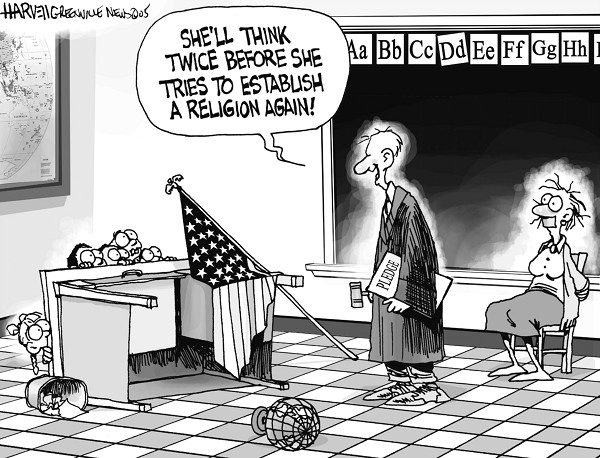 HARVEll GREENVILLE NEWS ©05
SHE'LL THINK
TWICE BEFORE SHE
TRIES TO ESTABLISH
A RELIGION AGAIN!
Aa Bb Cc Dd Ee Ff Gg Hh I
PLEDGE